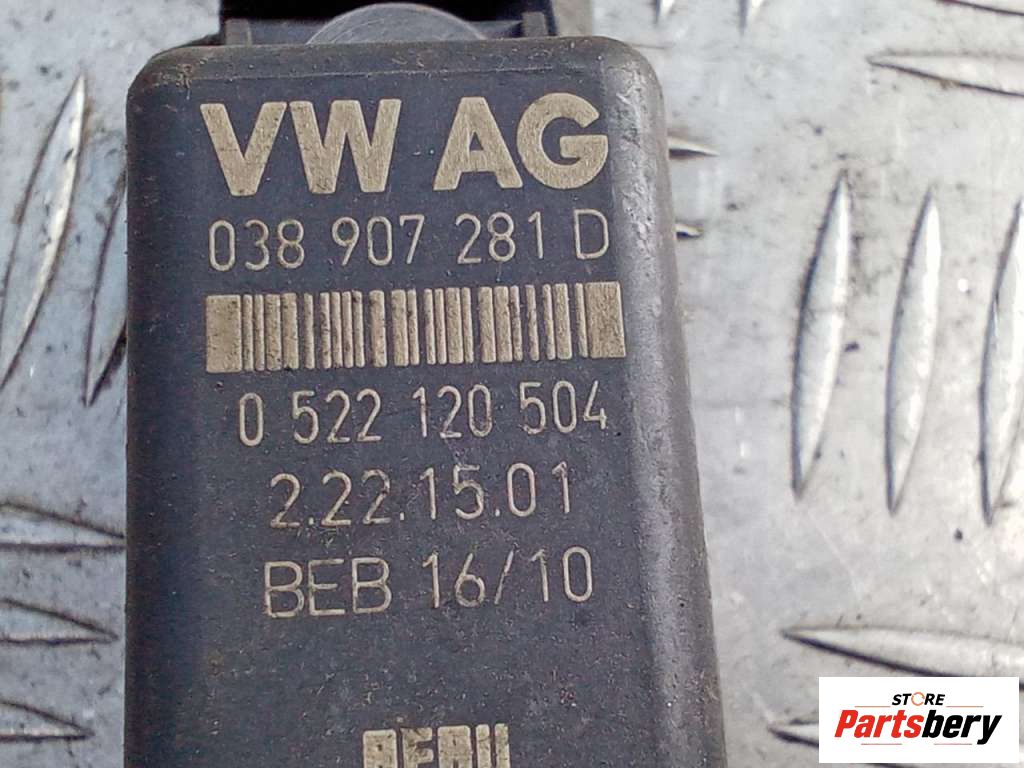 VW AG
038 907 281 D
0 522 120 504
2.22.15.01
BEB 16/10
STORE
Partsbery